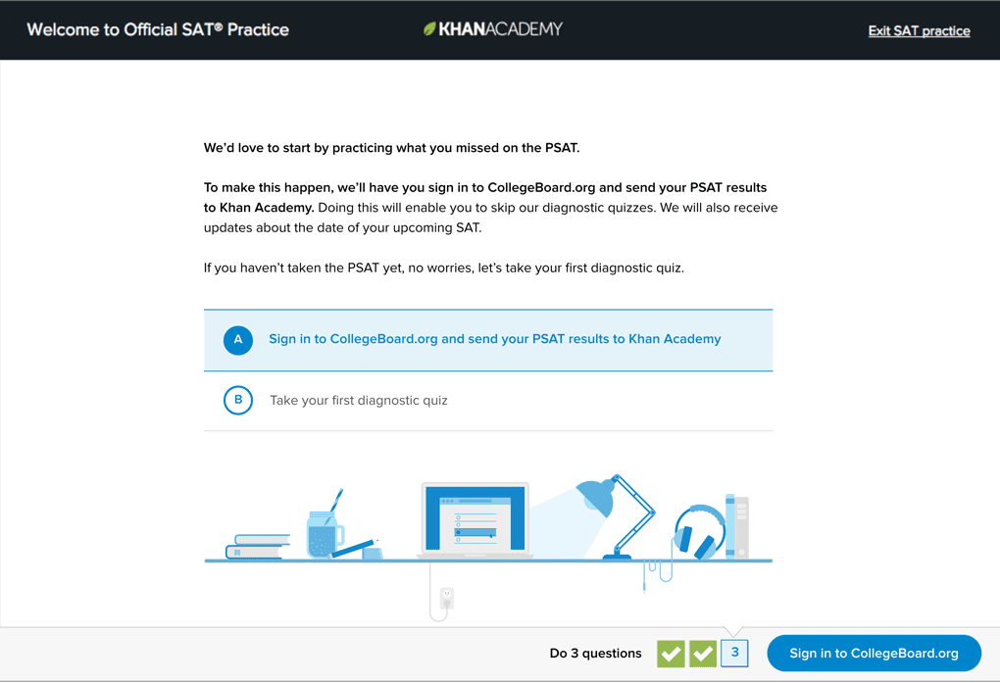 Welcome to Official SAT® Practice
KHANACADEMY
Exit SAT practice
We’d love to start by practicing what you missed on the PSAT.
To make this happen, we’ll have you sign in to CollegeBoard.org and send your PSAT results
to Khan Academy. Doing this will enable you to skip our diagnostic quizzes. We will also receive
updates about the date of your upcoming SAT.
If you haven’t taken the PSAT yet, no worries, let’s take your first diagnostic quiz.
A Sign in to CollegeBoard.org and send your PSAT results to Khan Academy
B Take your first diagnostic quiz
Do 3 questions 3 Sign in to CollegeBoard.org